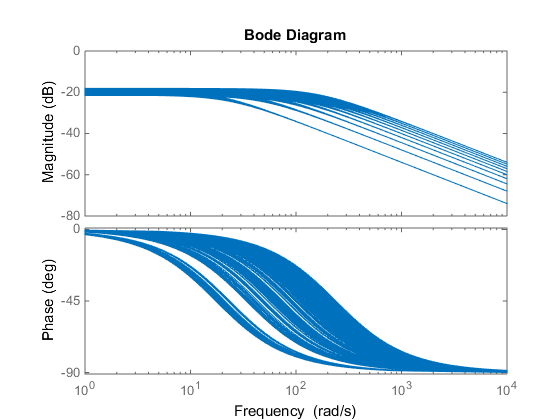 Bode Diagram
0
-20
-40
-60
-80
Magnitude (dB)
0
-45
-90
Phase (deg)
10^0 10^1 10^2 10^3 10^4
Frequency (rad/s)